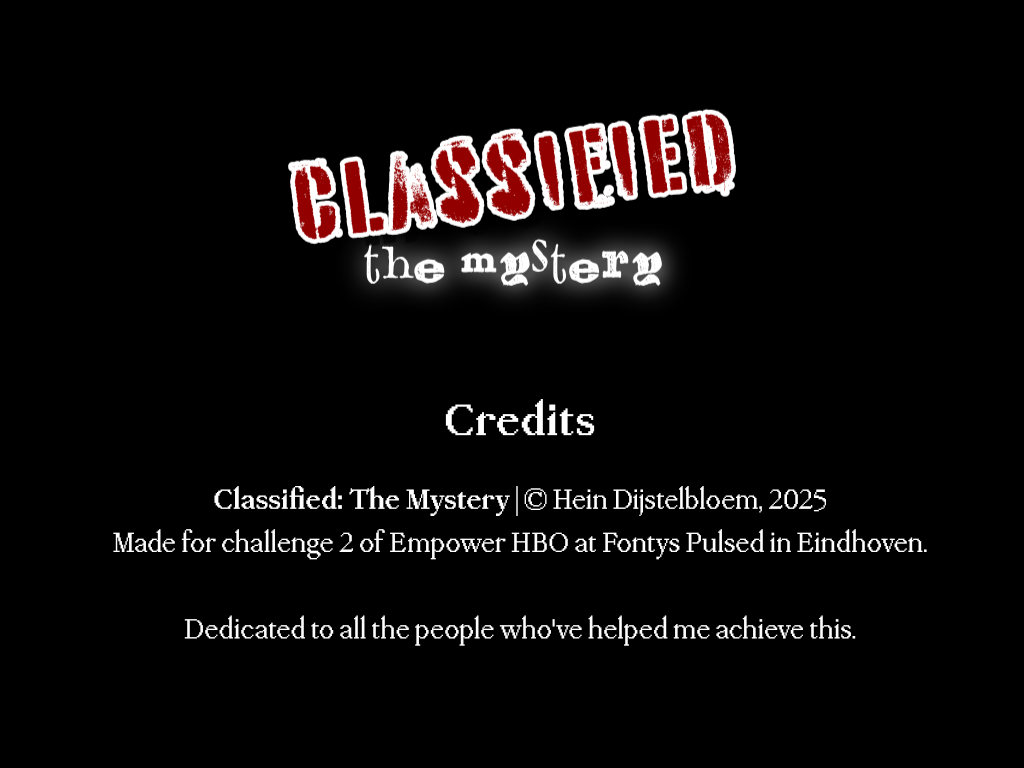 CLASSIFIED
the mystery
Credits
Classified: The Mystery | © Hein Dijstelbloem, 2025
Made for challenge 2 of Empower HBO at Fontys Pulsed in Eindhoven.
Dedicated to all the people who've helped me achieve this.